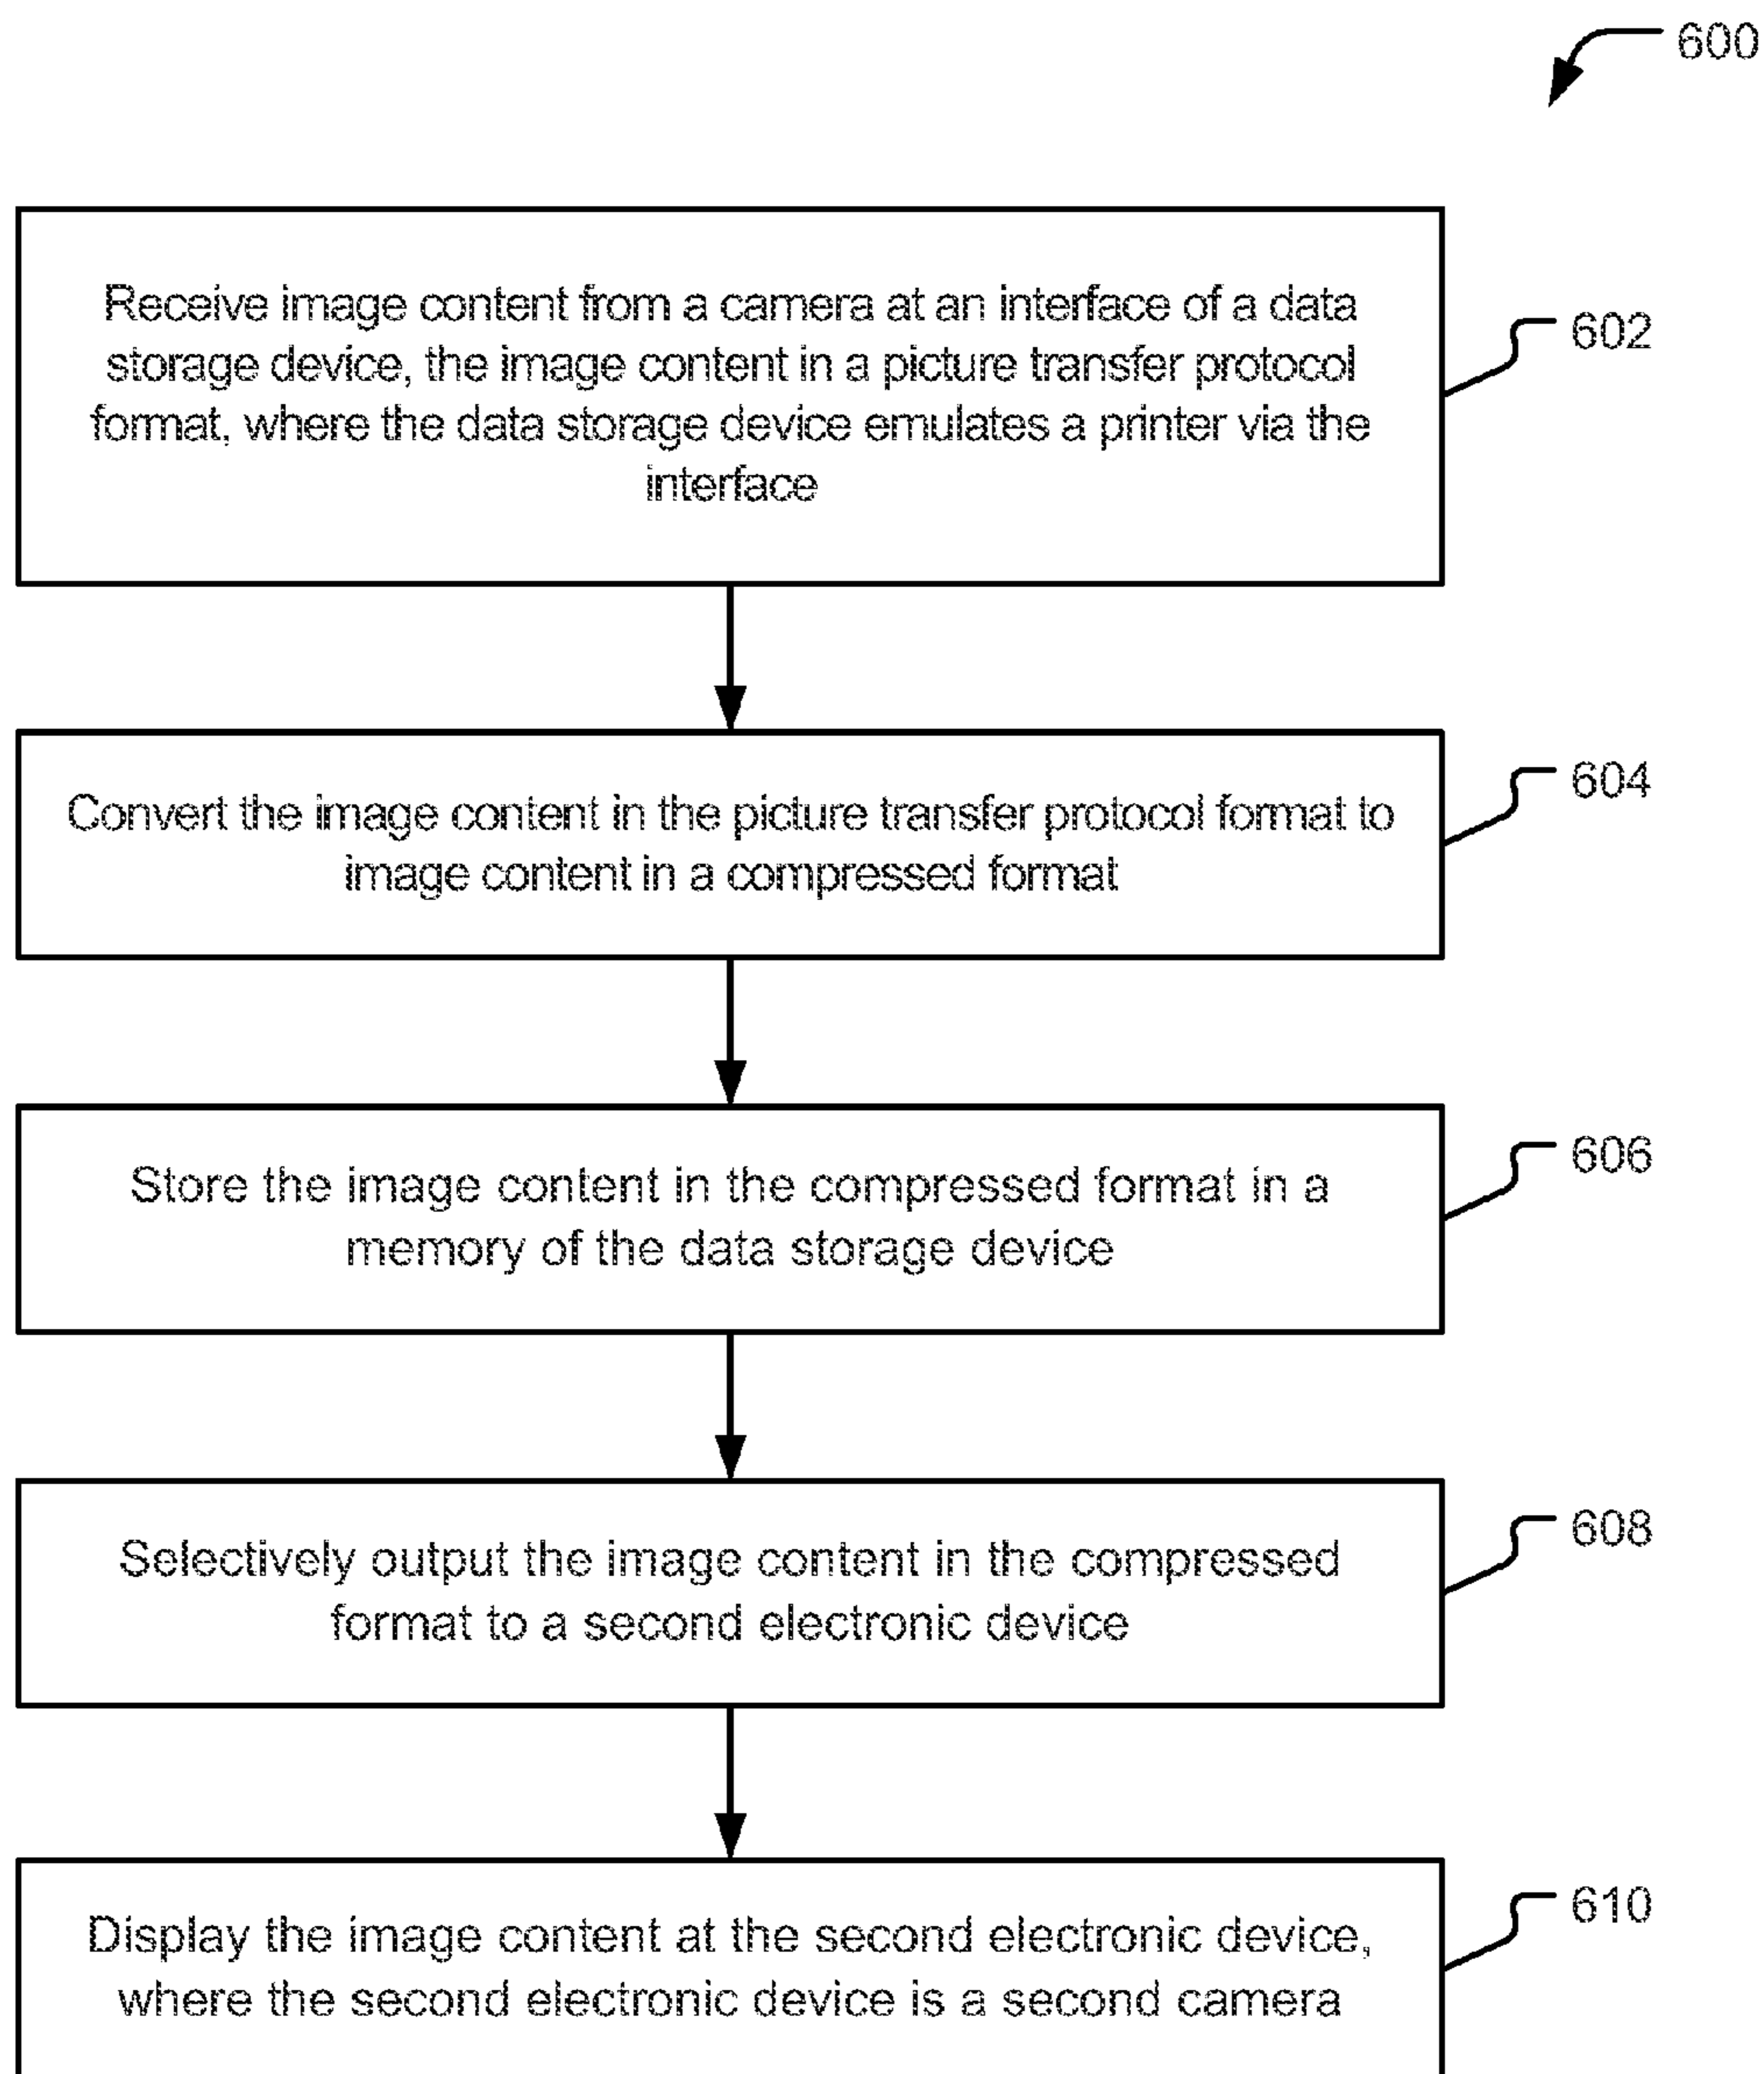 600
Receive image content from a camera at an interface of a data
storage device, the image content in a picture transfer protocol
format, where the data storage device emulates a printer via the
interface
602
Convert the image content in the picture transfer protocol format to
image content in a compressed format
604
Store the image content in the compressed format in a
memory of the data storage device
606
Selectively output the image content in the compressed
format to a second electronic device
608
Display the image content at the second electronic device,
where the second electronic device is a second camera
610